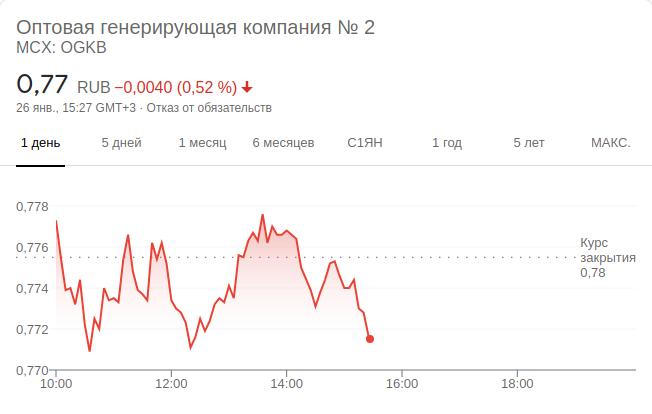 Оптовая генерирующая компания № 2
MCX: OGKB
0,77 RUB −0,0040 (0,52 %)
26 янв., 15:27 GMT+3 · Отказ от обязательств
1 день 5 дней 1 месяц 6 месяцев С1ЯН 1 год 5 лет МАКС.
0,778
0,776
0,774
0,772
0,770
Курс
закрытия
0,78
10:00 12:00 14:00 16:00 18:00